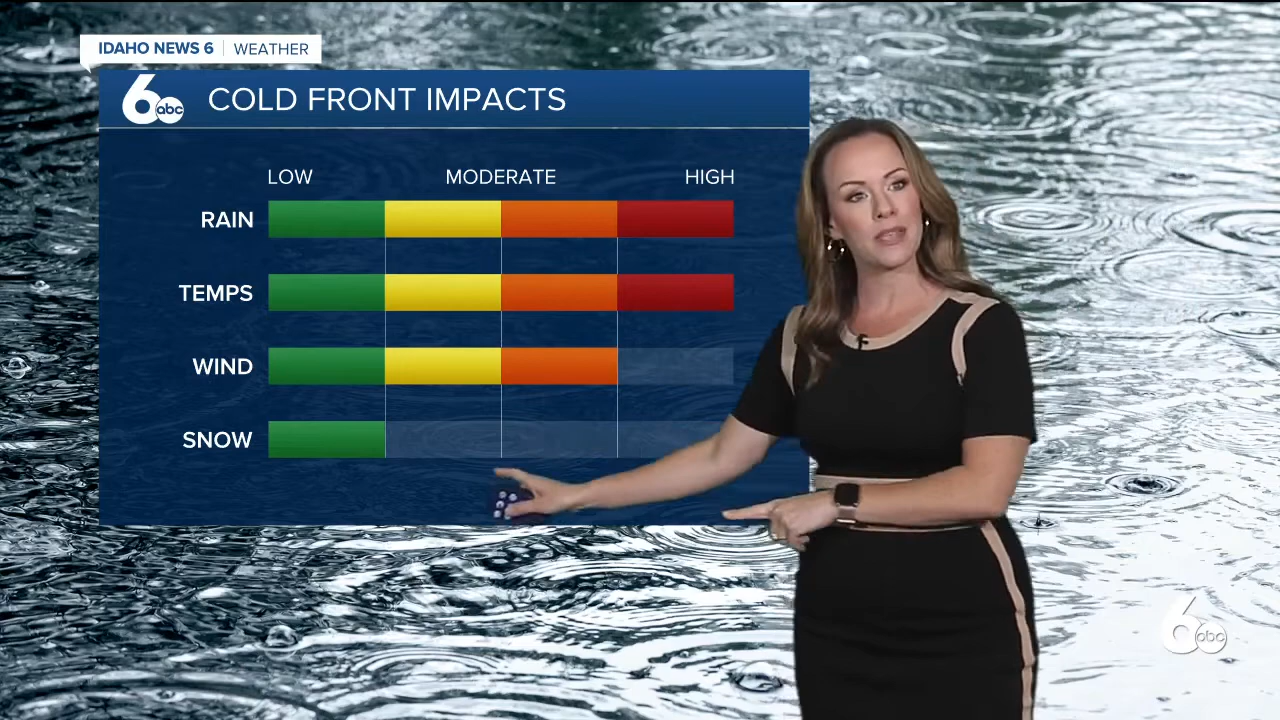 IDAHO NEWS 6 | WEATHER
6 abc COLD FRONT IMPACTS
LOW MODERATE HIGH
RAIN
TEMPS
WIND
SNOW
6 abc